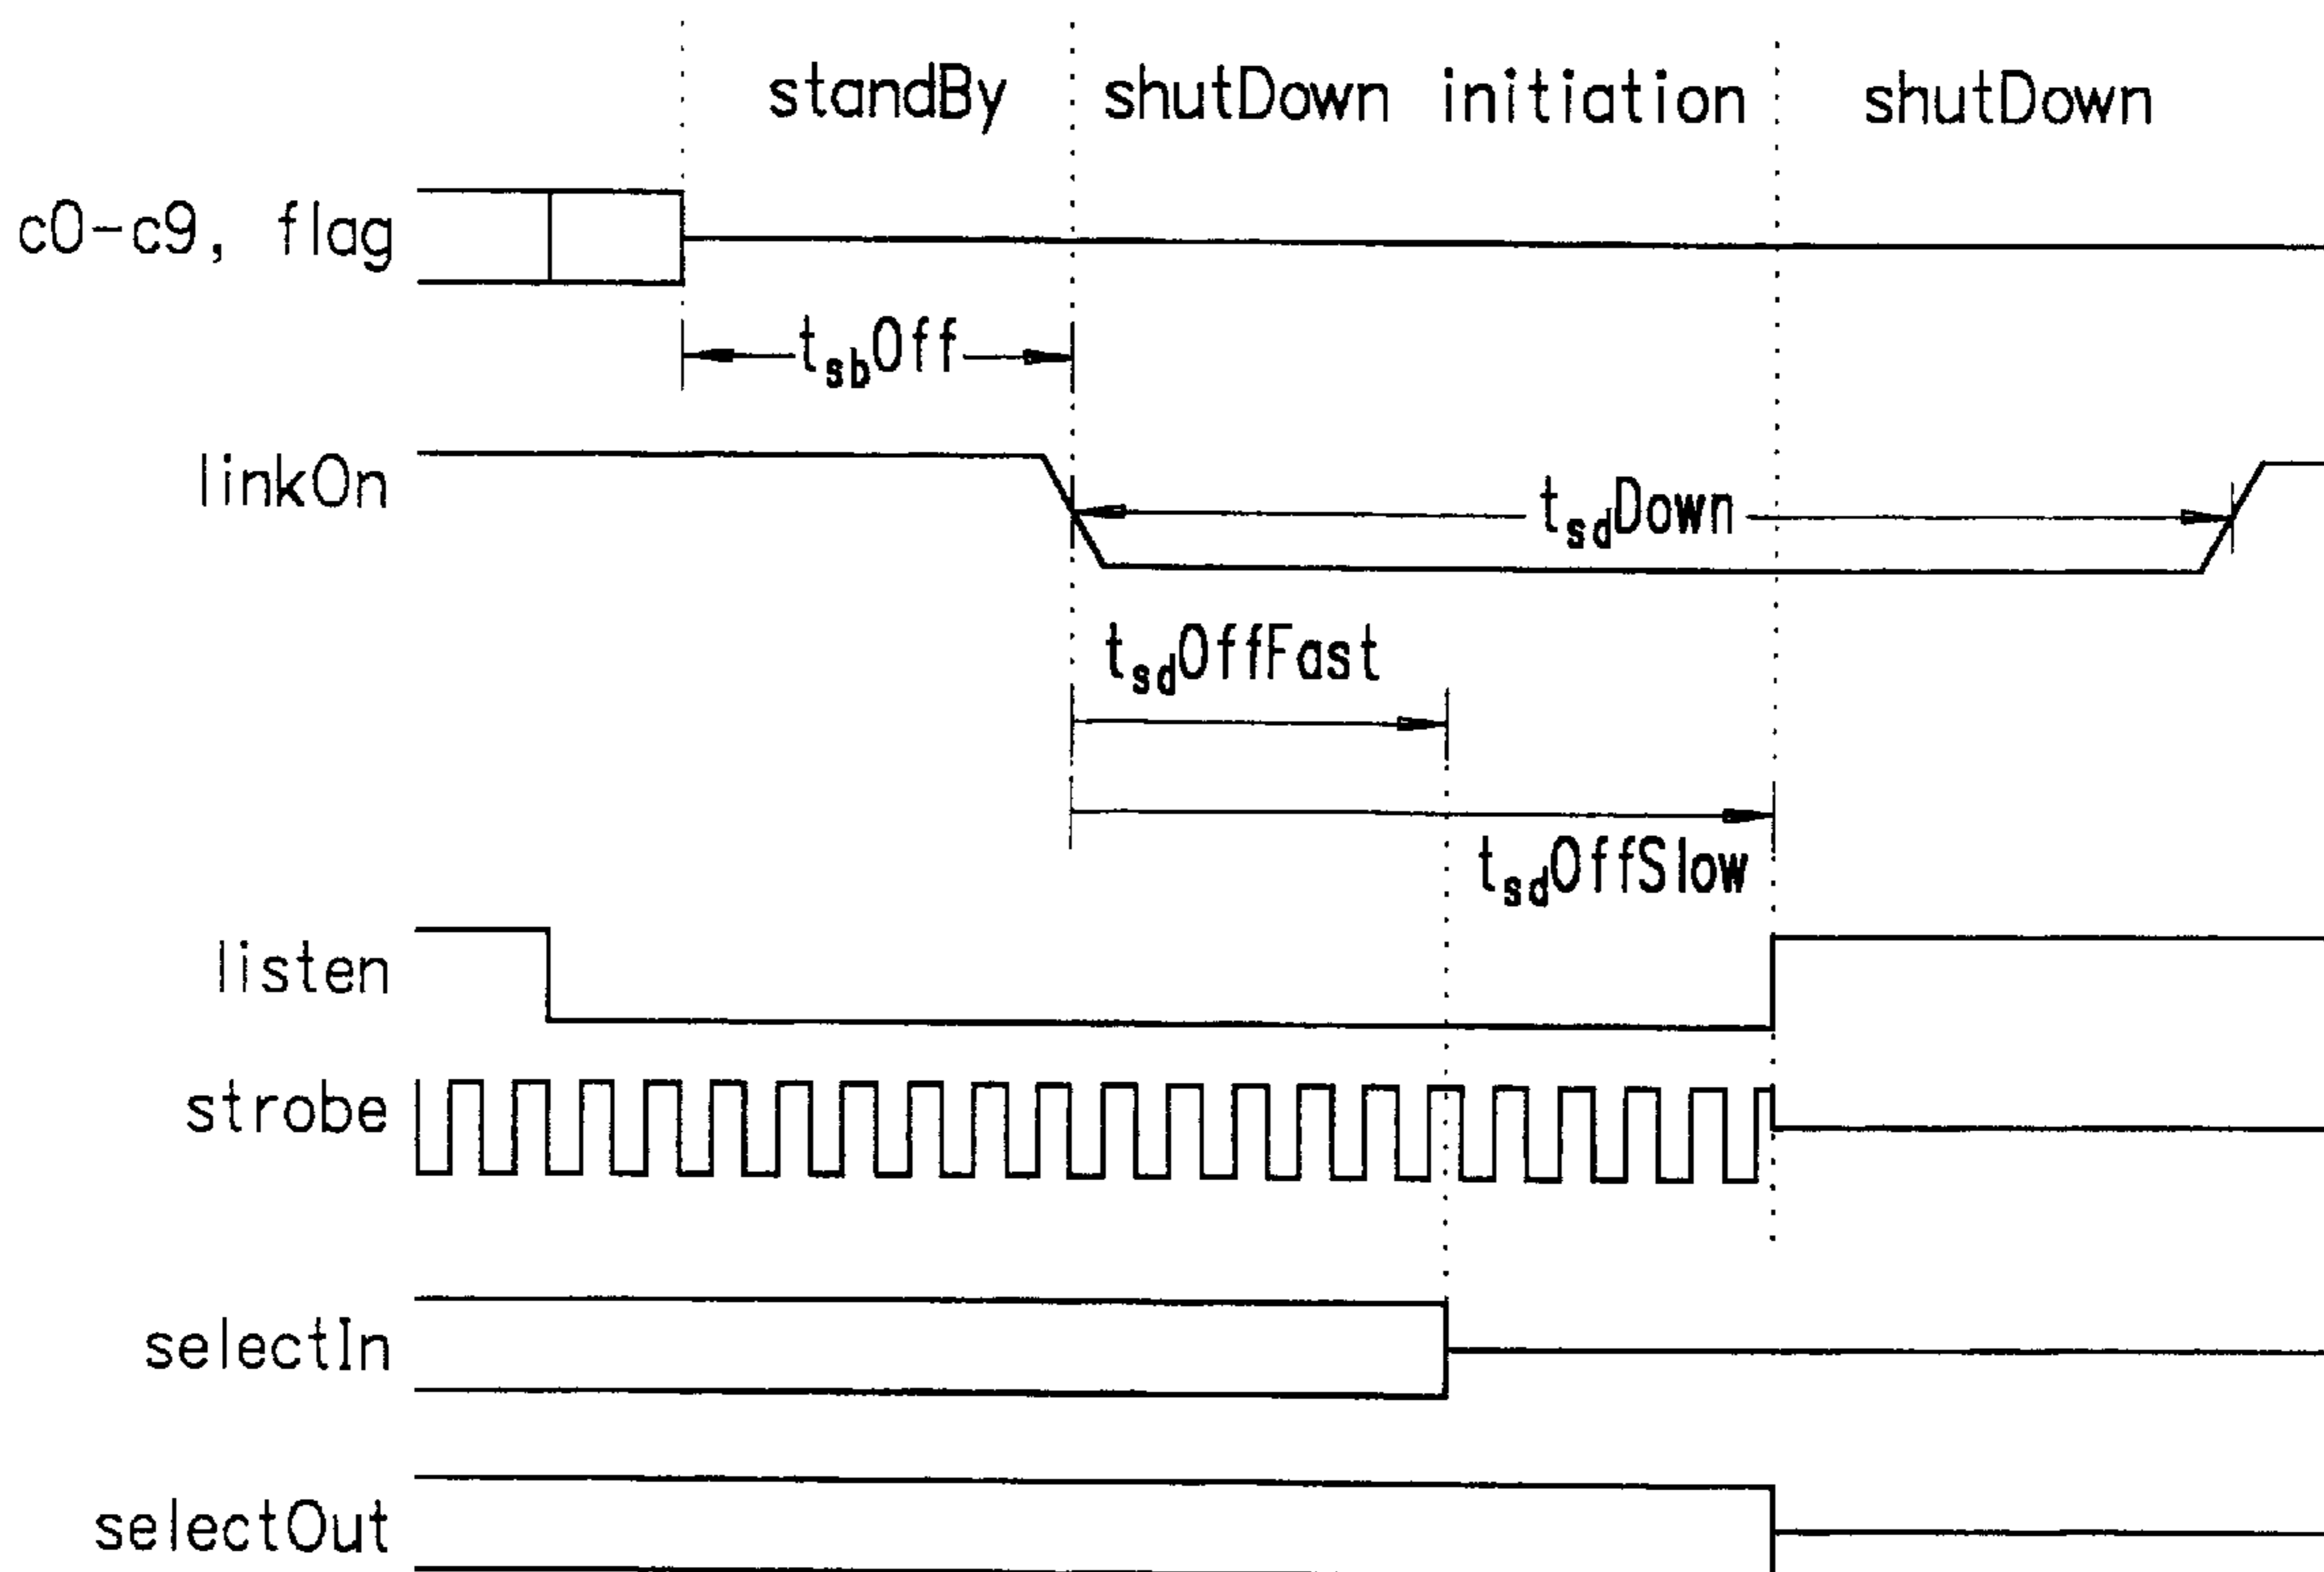 standBy shutDown initiation shutDown
c0-c9, flag
tsbOff
linkOn
tsdDown
tsdOffFast
tsdOffSlow
listen
strobe
selectIn
selectOut